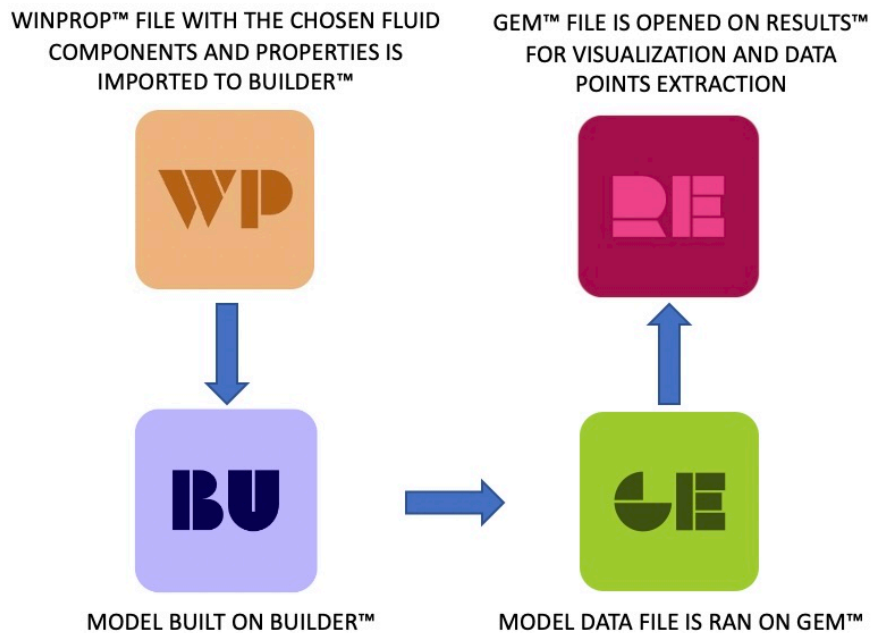 WINPROP™ FILE WITH THE CHOSEN FLUID
COMPONENTS AND PROPERTIES IS
IMPORTED TO BUILDER™
WP
BU
MODEL BUILT ON BUILDER™
GEM™ FILE IS OPENED ON RESULTS™
FOR VISUALIZATION AND DATA
POINTS EXTRACTION
RE
GE
MODEL DATA FILE IS RAN ON GEM™